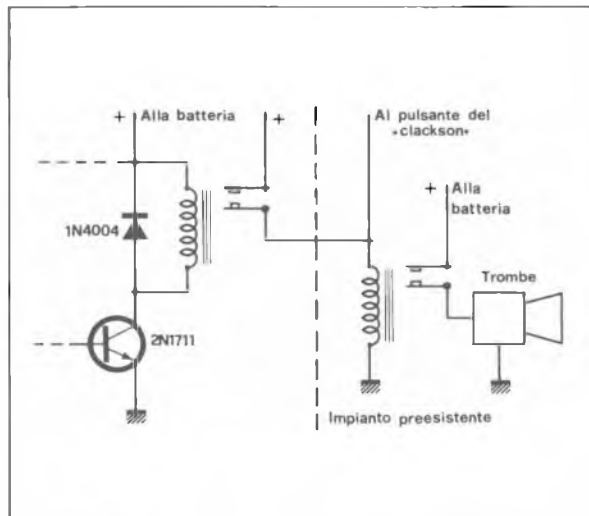 + Alla batteria +
Al pulsante del
"clackson"
+ Alla
batteria
1N4004
Trombe
2N1711
Impianto preesistente